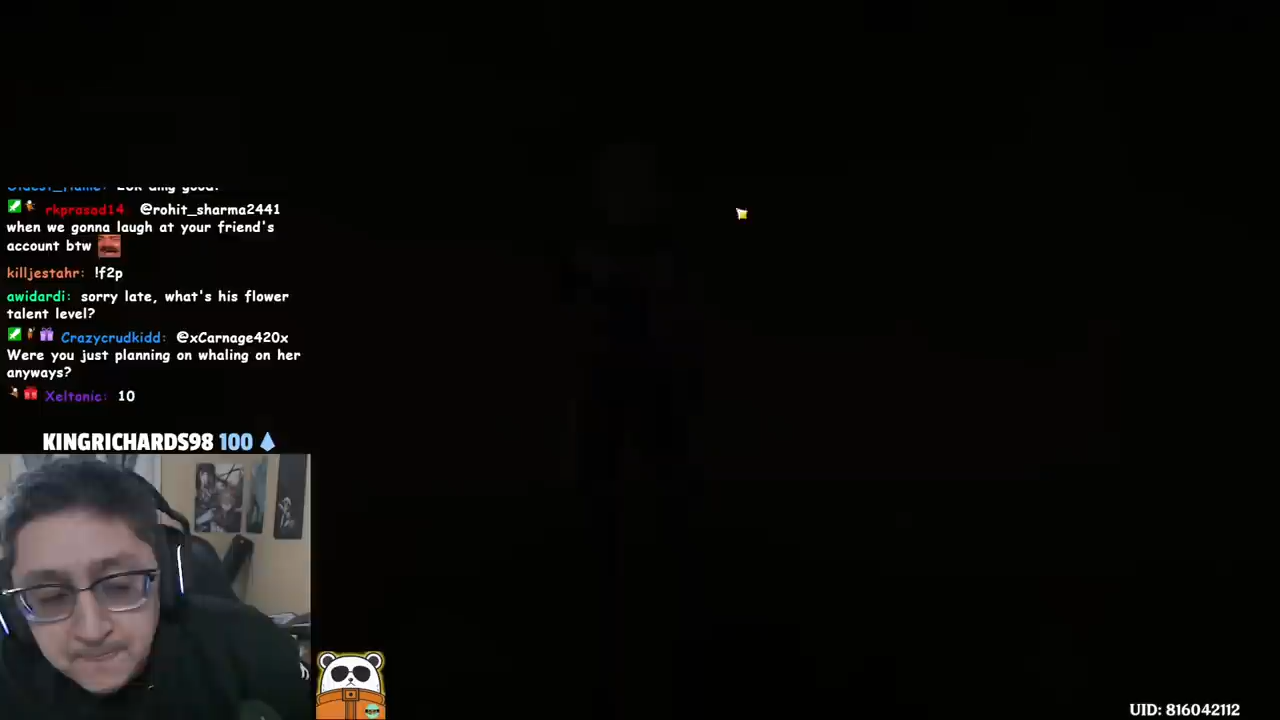 rkprasad14: @rohit_sharma2441
when we gonna laugh at your friend's
account btw
killjestahr: !f2p
awidardi: sorry late, what's his flower
talent level?
Crazycrudkidd: @xCarnage420x
Were you just planning on whaling on her
anyways?
Xeltonic: 10
KINGRICHARDS98 100
UID: 816042112